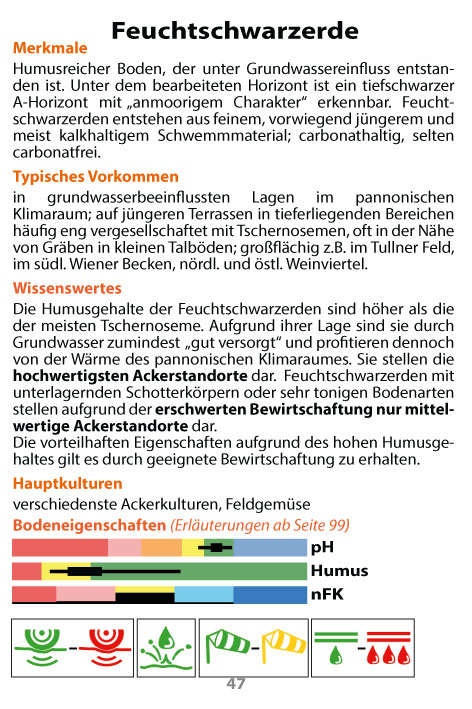 Feuchtschwarzerde
Merkmale
Humusreicher Boden, der unter Grundwassereinfluss entstan-
den ist. Unter dem bearbeiteten Horizont ist ein tiefschwarzer
A-Horizont mit „anmoorigem Charakter“ erkennbar. Feucht-
schwarzerden entstehen aus feinem, vorwiegend jüngerem und
meist kalkhaltigem Schwemmmaterial; carbonathaltig, selten
carbonatfrei.
Typisches Vorkommen
in grundwasserbeeinflussten Lagen im pannonischen
Klimaraum; auf jüngeren Terrassen in tieferliegenden Bereichen
häufig eng vergesellschaftet mit Tschernosemen, oft in der Nähe
von Gräben in kleinen Talböden; großflächig z.B. im Tullner Feld,
im südl. Wiener Becken, nördl. und östl. Weinviertel.
Wissenswertes
Die Humusgehalte der Feuchtschwarzerden sind höher als die
der meisten Tschernoseme. Aufgrund ihrer Lage sind sie durch
Grundwasser zumindest „gut versorgt“ und profitieren dennoch
von der Wärme des pannonischen Klimaraumes. Sie stellen die
hochwertigsten Ackerstandorte dar. Feuchtschwarzerden mit
unterlagernden Schotterkörpern oder sehr tonigen Bodenarten
stellen aufgrund der erschwerten Bewirtschaftung nur mittel-
wertige Ackerstandorte dar.
Die vorteilhaften Eigenschaften aufgrund des hohen Humusge-
haltes gilt es durch geeignete Bewirtschaftung zu erhalten.
Hauptkulturen
verschiedenste Ackerkulturen, Feldgemüse
Bodeneigenschaften (Erläuterungen ab Seite 99)
pH
Humus
nFK
47